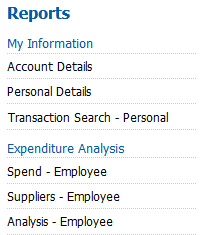 Reports
My Information
Account Details
Personal Details
Transaction Search - Personal
Expenditure Analysis
Spend - Employee
Suppliers - Employee
Analysis - Employee